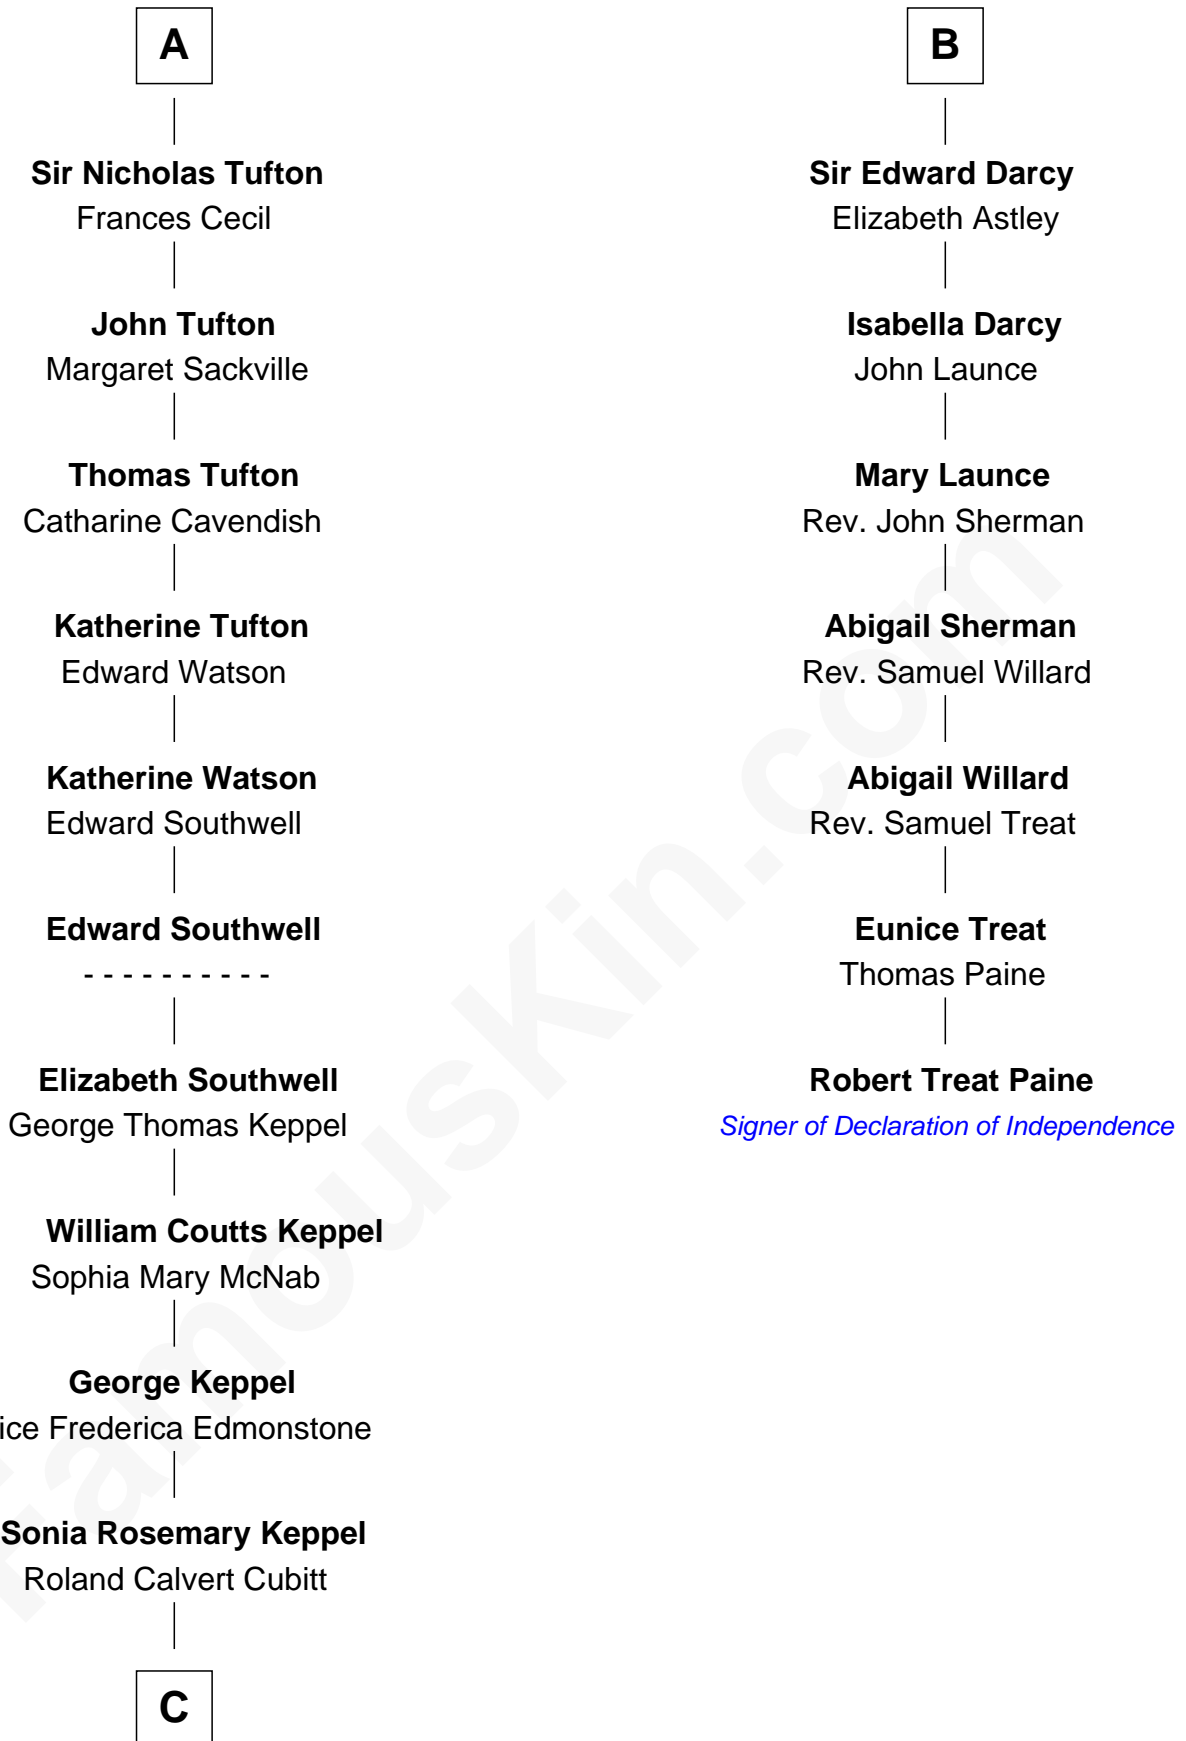 A
Sir Nicholas Tufton
Frances Cecil
John Tufton
Margaret Sackville
Thomas Tufton
Catharine Cavendish
Katherine Tufton
Edward Watson
Katherine Watson
Edward Southwell
Edward Southwell
- - - - - - - - - -
Elizabeth Southwell
George Thomas Keppel
William Coutts Keppel
Sophia Mary McNab
George Keppel
ice Frederica Edmonstone
Sonia Rosemary Keppel
Roland Calvert Cubitt
C
B
Sir Edward Darcy
Elizabeth Astley
Isabella Darcy
John Launce
Mary Launce
Rev. John Sherman
Abigail Sherman
Rev. Samuel Willard
Abigail Willard
Rev. Samuel Treat
Eunice Treat
Thomas Paine
Robert Treat Paine
Signer of Declaration of Independence
FamousKin.com